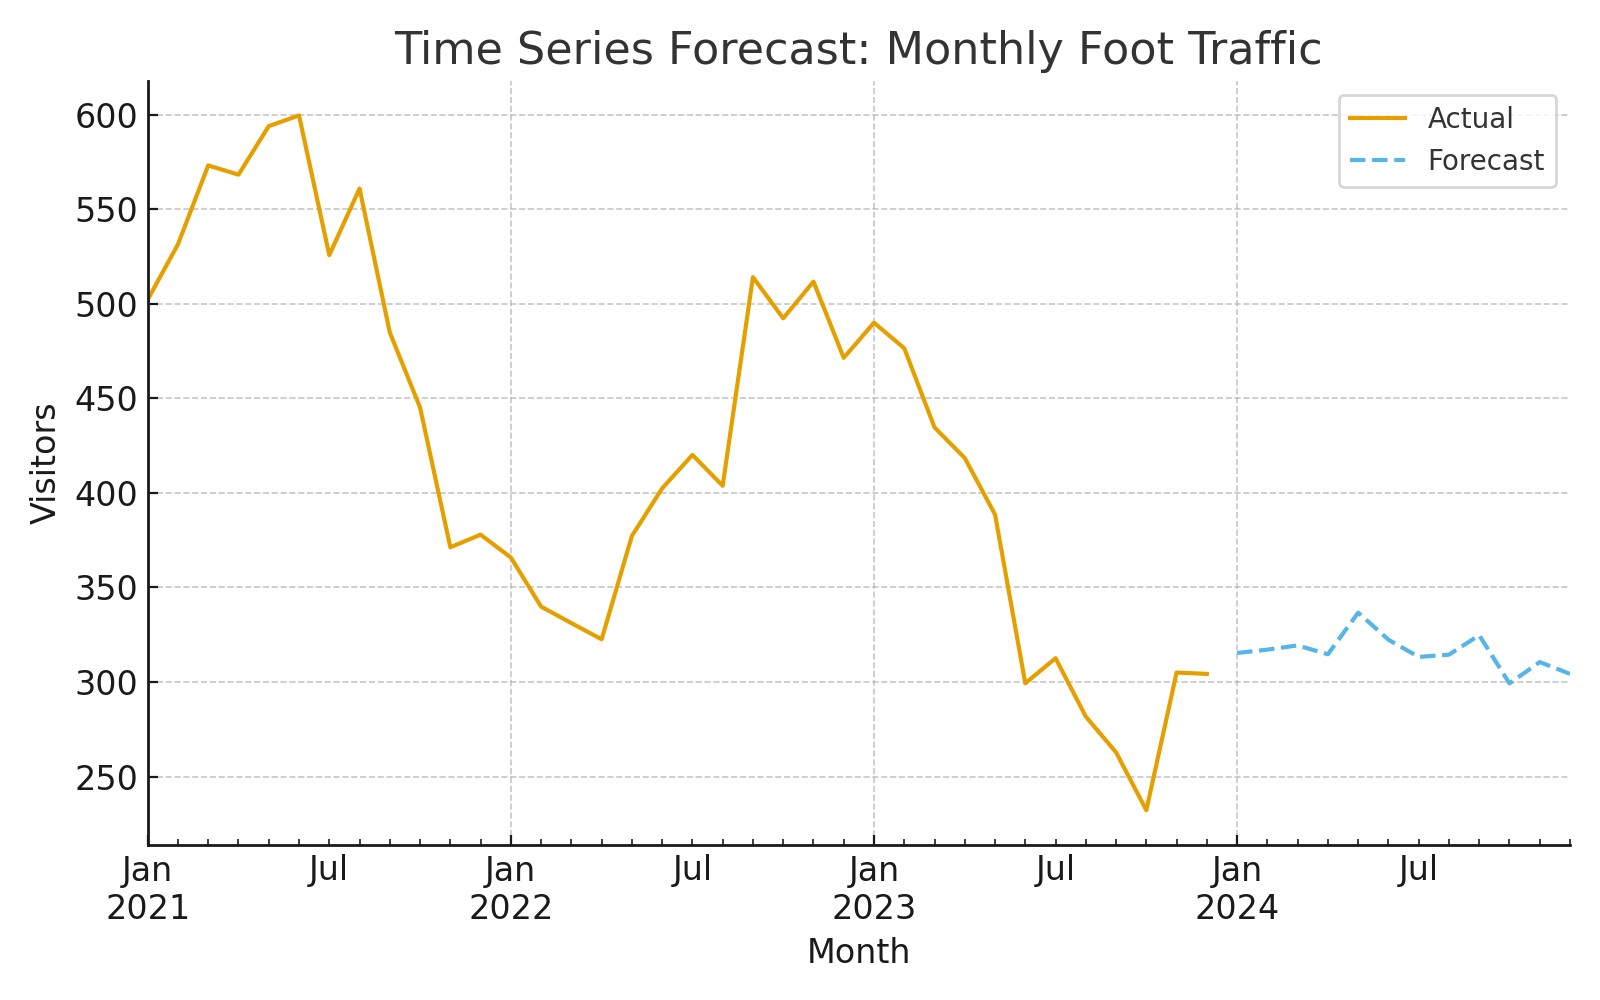 Time Series Forecast: Monthly Foot Traffic
Actual
Forecast
600
550
500
450
400
350
300
250
Visitors
Jan Jul Jan Jul Jan Jul Jan Jul
2021 2022 2023 2024
Month